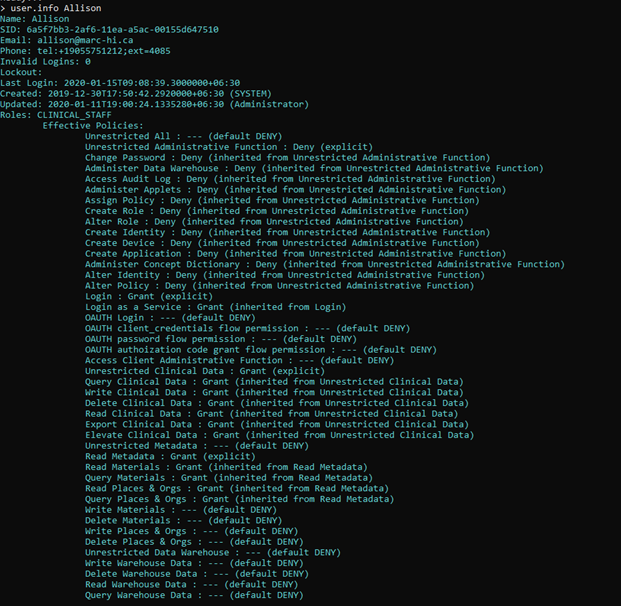 > user.info Allison
Name: Allison
SID: 6a5f7bb3-2af6-11ea-a5ac-00155d647510
Email: allison@marc-hi.ca
Phone: tel:+19055751212;ext=4085
Invalid Logins: 0
Lockout:
Last Login: 2020-01-15T09:08:39.3000000+06:30
Created: 2019-12-30T17:50:42.2920000+06:30 (SYSTEM)
Updated: 2020-01-11T19:00:24.1335280+06:30 (Administrator)
Roles: CLINICAL_STAFF
Effective Policies:
Unrestricted All : --- (default DENY)
Unrestricted Administrative Function : Deny (explicit)
Change Password : Deny (inherited from Unrestricted Administrative Function)
Administer Data Warehouse : Deny (inherited from Unrestricted Administrative Function)
Access Audit Log : Deny (inherited from Unrestricted Administrative Function)
Administer Applets : Deny (inherited from Unrestricted Administrative Function)
Assign Policy : Deny (inherited from Unrestricted Administrative Function)
Create Role : Deny (inherited from Unrestricted Administrative Function)
Alter Role : Deny (inherited from Unrestricted Administrative Function)
Create Identity : Deny (inherited from Unrestricted Administrative Function)
Create Device : Deny (inherited from Unrestricted Administrative Function)
Create Application : Deny (inherited from Unrestricted Administrative Function)
Administer Concept Dictionary : Deny (inherited from Unrestricted Administrative Function)
Alter Identity : Deny (inherited from Unrestricted Administrative Function)
Alter Policy : Deny (inherited from Unrestricted Administrative Function)
Login : Grant (explicit)
Login as a Service : Grant (inherited from Login)
OAUTH Login : --- (default DENY)
OAUTH client_credentials flow permission : --- (default DENY)
OAUTH password flow permission : --- (default DENY)
OAUTH authoization code grant flow permission : --- (default DENY)
Access Client Administrative Function : --- (default DENY)
Unrestricted Clinical Data : Grant (explicit)
Query Clinical Data : Grant (inherited from Unrestricted Clinical Data)
Write Clinical Data : Grant (inherited from Unrestricted Clinical Data)
Delete Clinical Data : Grant (inherited from Unrestricted Clinical Data)
Read Clinical Data : Grant (inherited from Unrestricted Clinical Data)
Export Clinical Data : Grant (inherited from Unrestricted Clinical Data)
Elevate Clinical Data : Grant (inherited from Unrestricted Clinical Data)
Unrestricted Metadata : --- (default DENY)
Read Metadata : Grant (explicit)
Read Materials : Grant (inherited from Read Metadata)
Query Materials : Grant (inherited from Read Metadata)
Read Places & Orgs : Grant (inherited from Read Metadata)
Query Places & Orgs : Grant (inherited from Read Metadata)
Write Materials : --- (default DENY)
Delete Materials : --- (default DENY)
Write Places & Orgs : --- (default DENY)
Delete Places & Orgs : --- (default DENY)
Unrestricted Data Warehouse : --- (default DENY)
Write Warehouse Data : --- (default DENY)
Delete Warehouse Data : --- (default DENY)
Read Warehouse Data : --- (default DENY)
Query Warehouse Data : --- (default DENY)